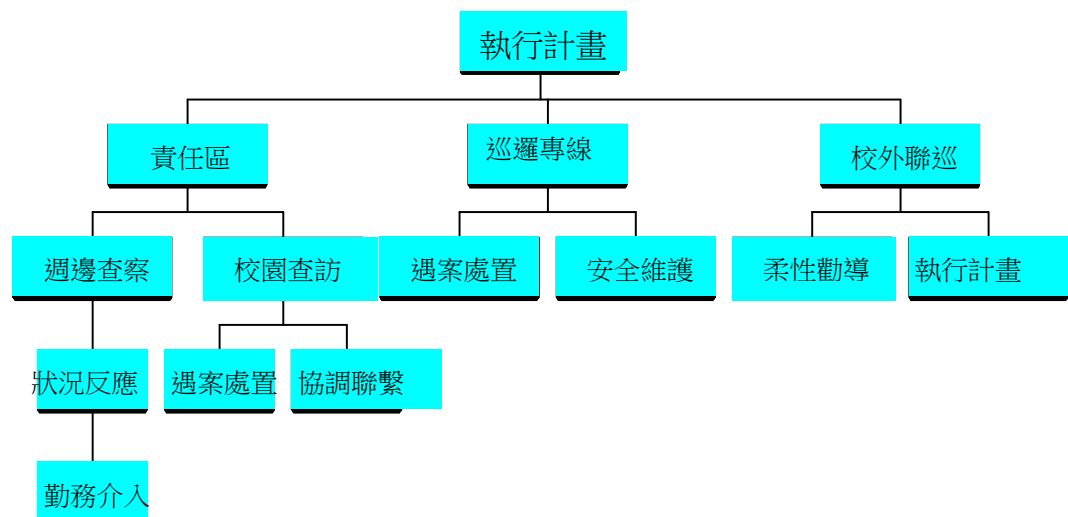 執行計畫
責任區
巡邏專線
校外聯巡
週邊查察
校園查訪
遇案處置
安全維護
柔性勸導
執行計畫
狀況反應
遇案處置
協調聯繫
勤務介入